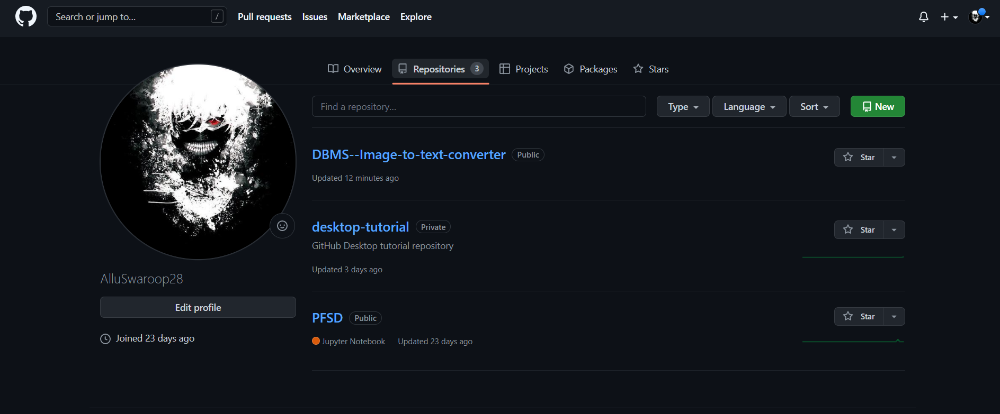 Search or jump to... / Pull requests Issues Marketplace Explore
Overview Repositories 3 Projects Packages Stars
Find a repository... Type Language Sort New
DBMS--Image-to-text-converter Public Star
Updated 12 minutes ago
desktop-tutorial Private Star
GitHub Desktop tutorial repository
Updated 3 days ago
AlluSwaroop28
Edit profile
Joined 23 days ago
PFSD Public Star
Jupyter Notebook Updated 23 days ago